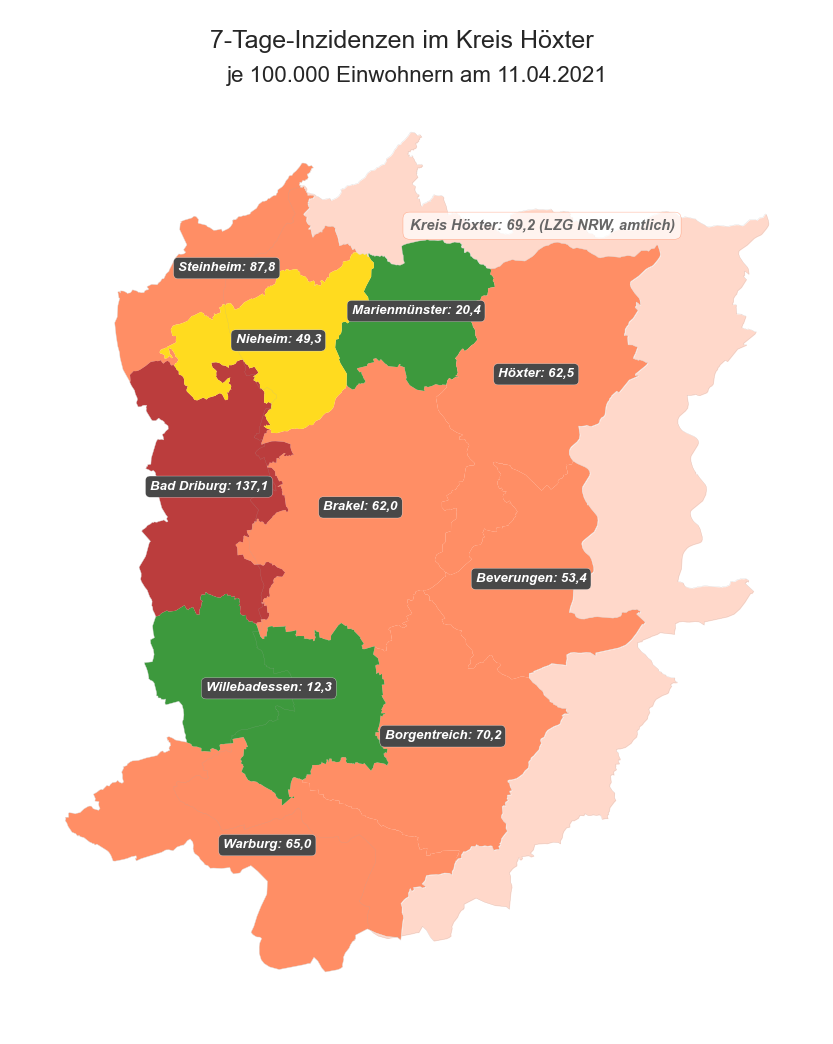 7-Tage-Inzidenzen im Kreis Höxter
je 100.000 Einwohnern am 11.04.2021
Kreis Höxter: 69,2 (LZG NRW, amtlich)
Steinheim: 87,8
Marienmünster: 20,4
Nieheim: 49,3
Höxter: 62,5
Bad Driburg: 137,1
Brakel: 62,0
Beverungen: 53,4
Willebadessen: 12,3
Borgentreich: 70,2
Warburg: 65,0